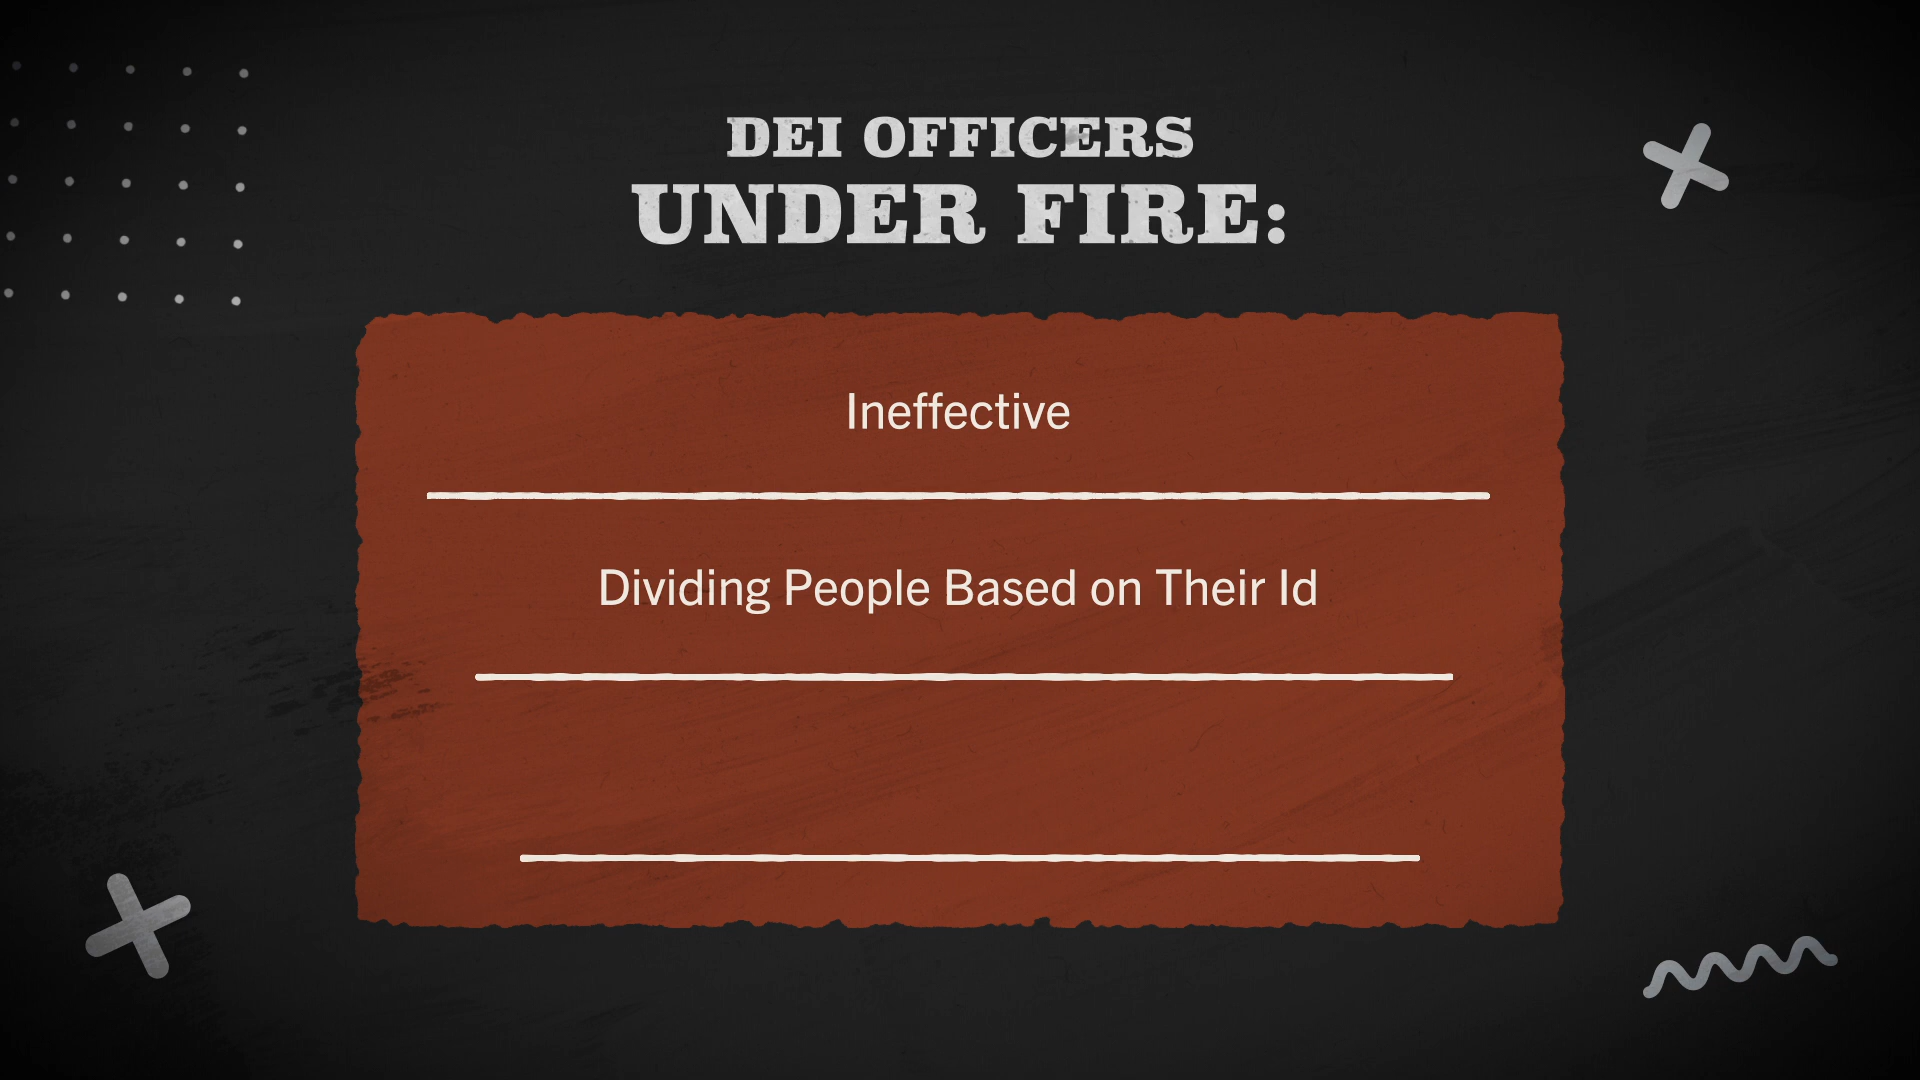 DEI OFFICERS
UNDER FIRE:
Ineffective
Dividing People Based on Their Id